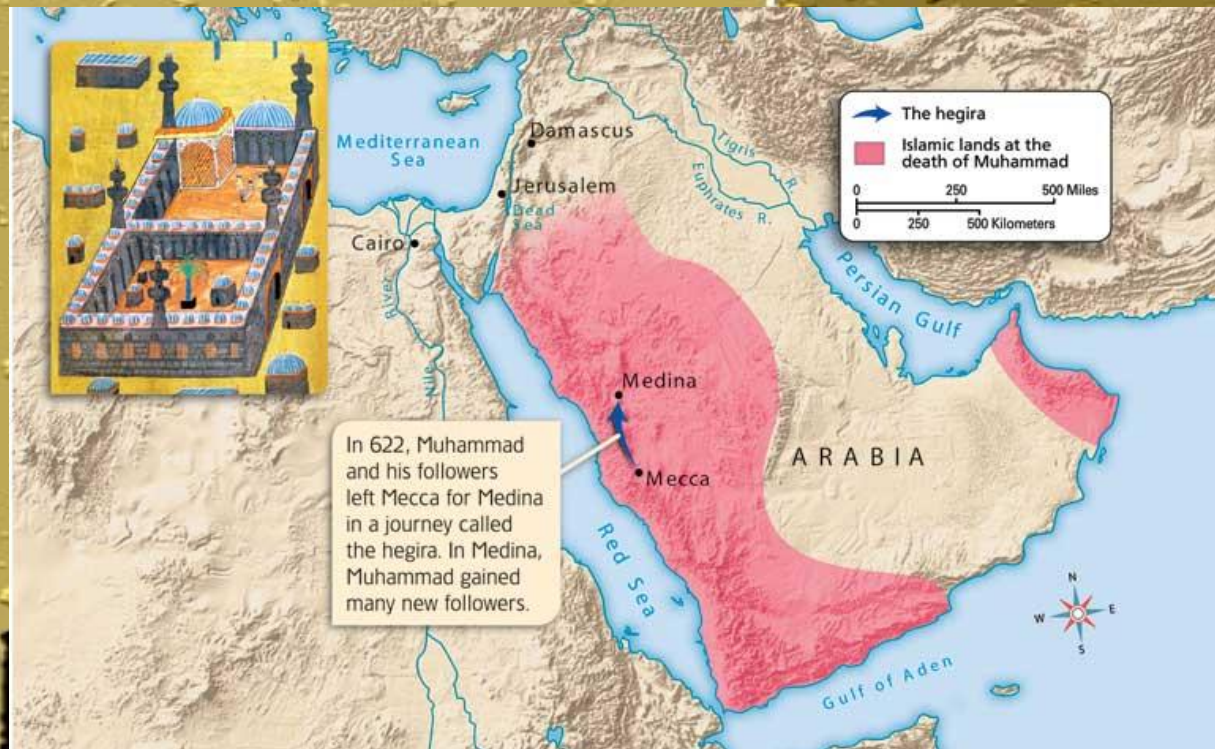 Mediterranean
Sea
Damascus
Jerusalem
Dead
Sea
Cairo
River
Nile
Tigris
R.
Euphrates R.
The hegira
Islamic lands at the
death of Muhammad
0 250 500 Miles
0 250 500 Kilometers
Persian Gulf
Medina
Mecca
ARABIA
In 622, Muhammad
and his followers
left Mecca for Medina
in a journey called
the hegira. In Medina,
Muhammad gained
many new followers.
Red Sea
Gulf of Aden
N
W E
S